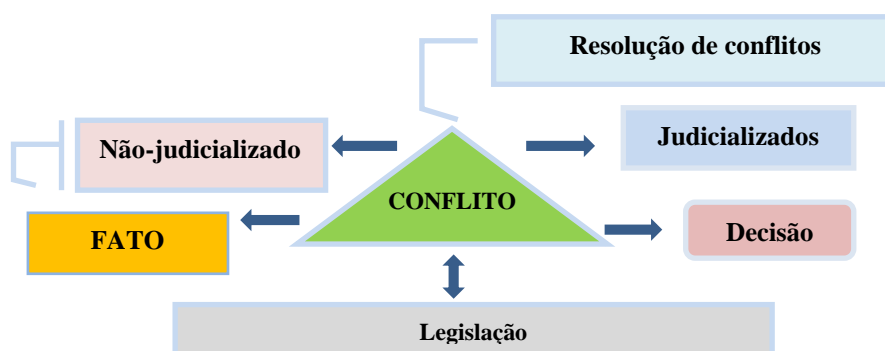 Resolução de conflitos
Não-judicializado
Judicializados
CONFLITO
FATO
Decisão
Legislação